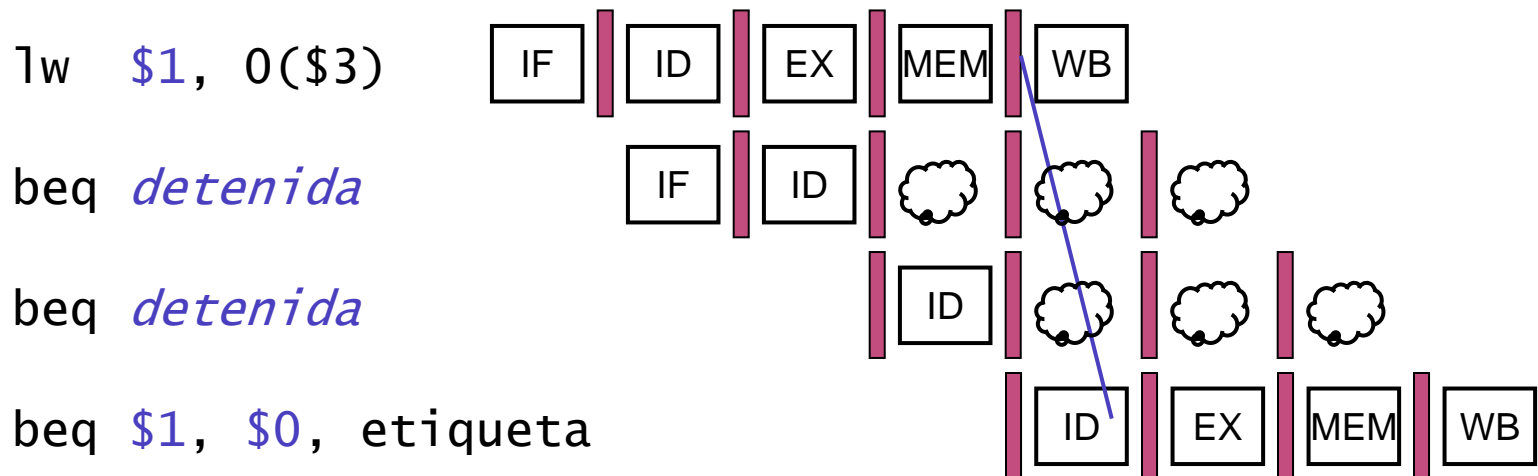 lw $1, 0($3) IF ID EX MEM WB
beq detenida IF ID
beq detenida ID
beq $1, $0, etiqueta ID EX MEM WB